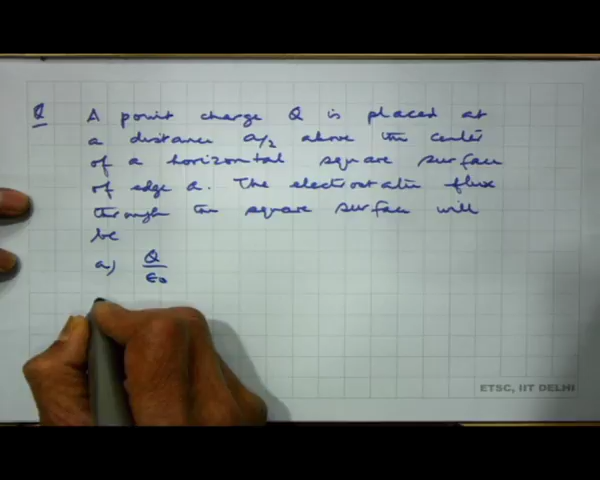 Q A point charge Q is placed at
a distance a/2 above the center
of a horizontal square surface
of edge a. The electrostatic flux
through the square surface will
be
a) Q/ε₀
ETSC, IIT DELHI